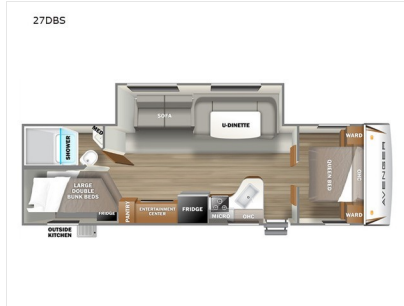 27DBS
SOFA
U-DINETTE
SHOWER
MED
WARD
QUEEN BED
OHC
AVENGER
WARD
LARGE
DOUBLE
BUNK BEDS
FRIDGE
PANTRY
ENTERTAINMENT
CENTER
FRIDGE
MICRO
OHC
OUTSIDE
KITCHEN